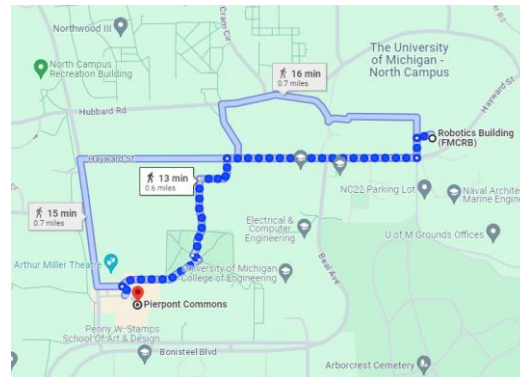 Northwood III
Cram Cir
North Campus
Recreation Building
16 min
0.7 miles
The University
of Michigan -
North Campus
Hubbard Rd
Hayward St
Robotics Building
(FMCRB)
Hayward St
13 min
0.6 miles
NC22 Parking Lot
Naval Archite
Marine Engine
15 min
0.7 miles
Electrical &
Computer
Engineering
U of M Grounds Offices
Beal Ave
Arthur Miller Theatre
University of Michigan
College of Engineering
Pierpont Commons
Penny W. Stamps
School Of Art & Design
Bonisteel Blvd
Arborcrest Cemetery